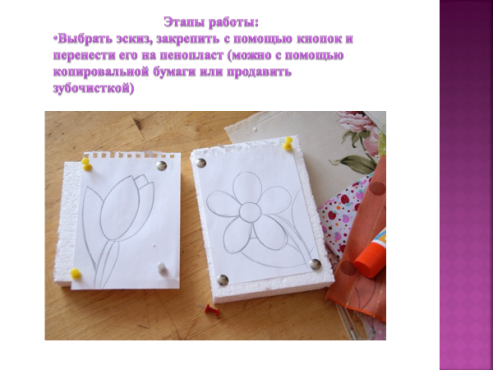 Этапы работы:
•Выбрать эскиз, закрепить с помощью кнопок и
перенести его на пенопласт (можно с помощью
копировальной бумаги или продавить
зубочисткой)